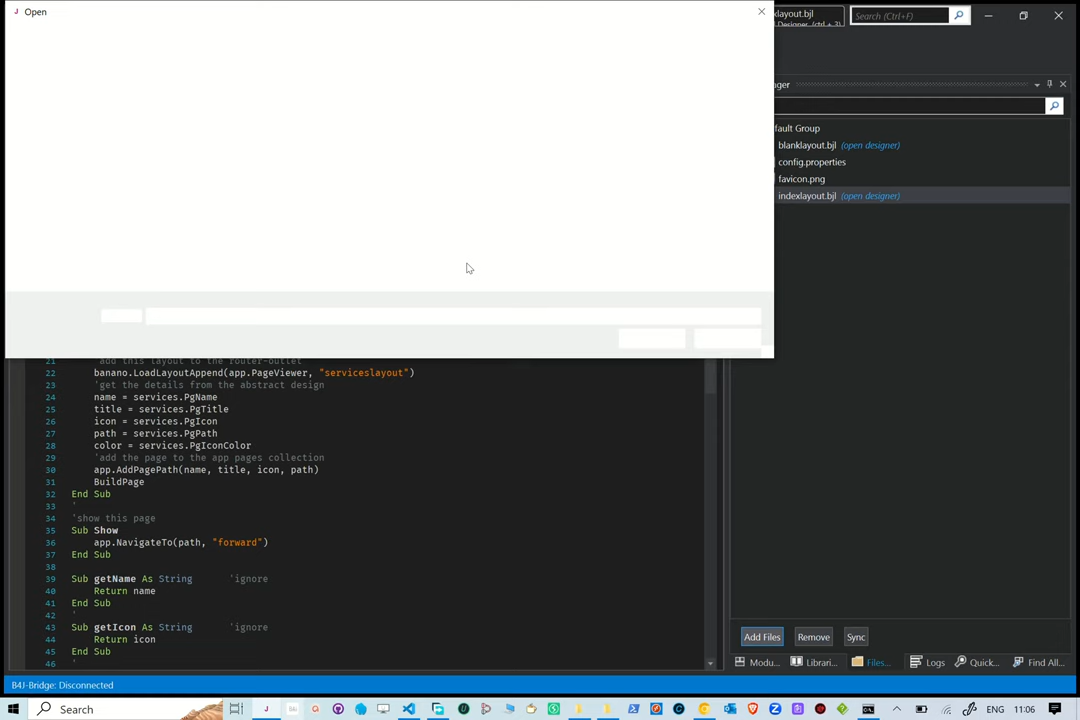 J Open
layout.bjl
Designer (ctrl + 3)
Search (Ctrl+F)
ger
fault Group
blanklayout.bjl (open designer)
config.properties
favicon.png
indexlayout.bjl (open designer)
21 'add this layout to the router-outlet
22 banano.LoadLayoutAppend(app.PageViewer, "serviceslayout")
23 'get the details from the abstract design
24 name = services.PgName
25 title = services.PgTitle
26 icon = services.PgIcon
27 path = services.PgPath
28 color = services.PgIconColor
29 'add the page to the app pages collection
30 app.AddPagePath(name, title, icon, path)
31 BuildPage
32 End Sub
33 '
34 'show this page
35 Sub Show
36 app.NavigateTo(path, "forward")
37 End Sub
38
39 Sub getName As String 'ignore
40 Return name
41 End Sub
42 '
43 Sub getIcon As String 'ignore
44 Return icon
45 End Sub
46 '
Add Files Remove Sync
Modu... Librari... Files... Logs Quick... Find All...
B4J-Bridge: Disconnected
Search
ENG 11:06